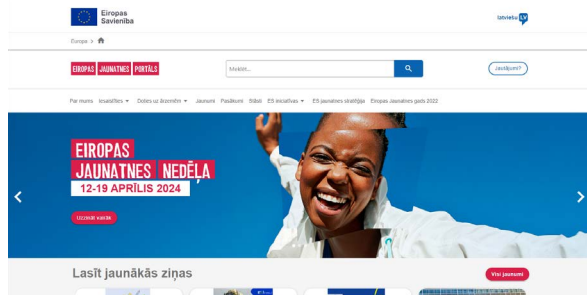 Eiropas
Savienība
latviešu LV
Eiropa
EIROPAS JAUNATNES PORTĀLS
Meklēt...
Jautājumi?
Par mums Iesaistīties Doties uz ārzemēm Jaunumi Pasākumi Stāsti ES iniciatīvas ES jaunatnes stratēģija Eiropas Jaunatnes gads 2022
EIROPAS
JAUNATNES NEDĒĻA
12-19 APRĪLIS 2024
Uzzināt vairāk
Lasīt jaunākās ziņas
Visi jaunumi